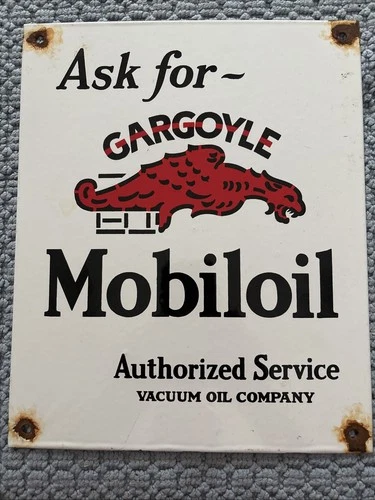 Ask for~
GARGOYLE
Mobiloil
Authorized Service
VACUUM OIL COMPANY